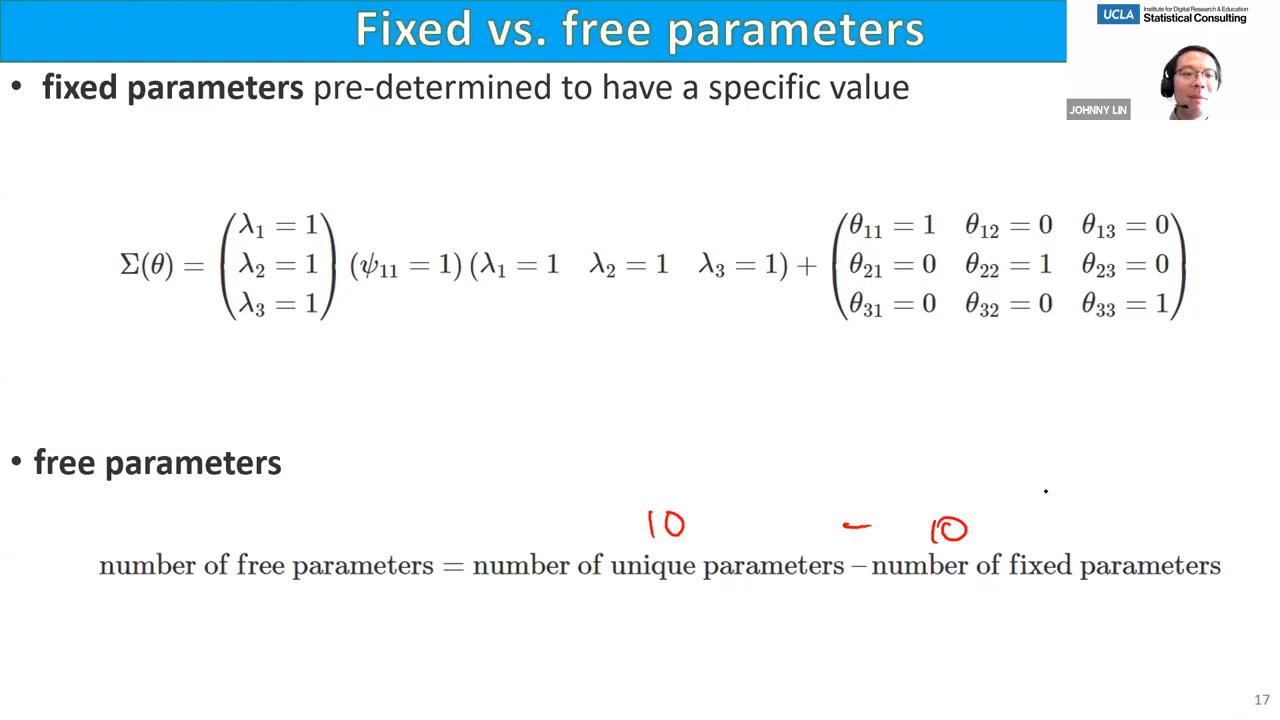 Fixed vs. free parameters
UCLA Institute for Digital Research & Education
Statistical Consulting
JOHNNY LIN
• fixed parameters pre-determined to have a specific value
Σ(θ) = (λ₁ = 1
λ₂ = 1
λ₃ = 1) (ψ₁₁ = 1) (λ₁ = 1 λ₂ = 1 λ₃ = 1) + (θ₁₁ = 1 θ₁₂ = 0 θ₁₃ = 0
θ₂₁ = 0 θ₂₂ = 1 θ₂₃ = 0
θ₃₁ = 0 θ₃₂ = 0 θ₃₃ = 1)
• free parameters
10 – 10
number of free parameters = number of unique parameters – number of fixed parameters
17